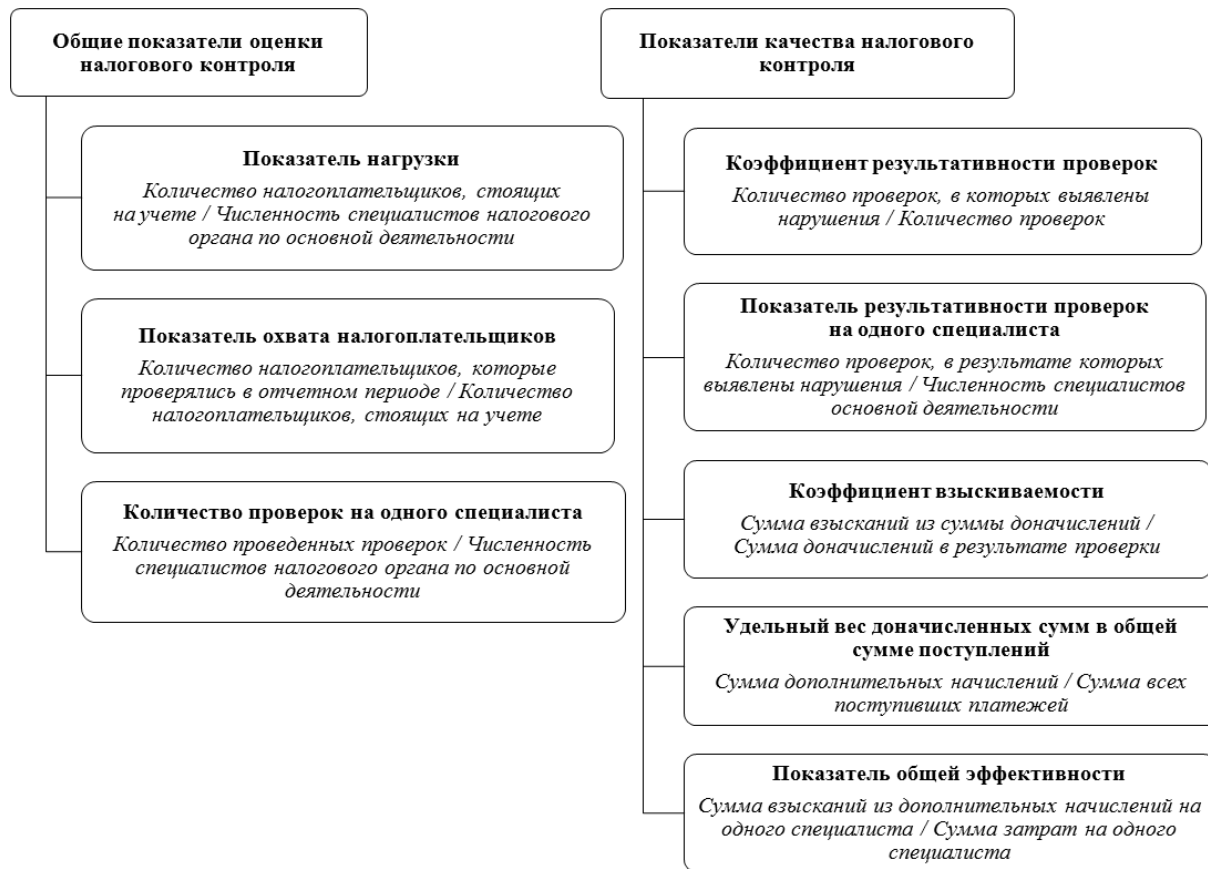 Общие показатели оценки
налогового контроля
Показатель нагрузки
Количество налогоплательщиков, стоящих
на учете / Численность специалистов налогового
органа по основной деятельности
Показатель охвата налогоплательщиков
Количество налогоплательщиков, которые
проверялись в отчетном периоде / Количество
налогоплательщиков, стоящих на учете
Количество проверок на одного специалиста
Количество проведенных проверок / Численность
специалистов налогового органа по основной
деятельности
Показатели качества налогового
контроля
Коэффициент результативности проверок
Количество проверок, в которых выявлены
нарушения / Количество проверок
Показатель результативности проверок
на одного специалиста
Количество проверок, в результате которых
выявлены нарушения / Численность специалистов
основной деятельности
Коэффициент взыскиваемости
Сумма взысканий из суммы доначислений /
Сумма доначислений в результате проверки
Удельный вес доначисленных сумм в общей
сумме поступлений
Сумма дополнительных начислений / Сумма всех
поступивших платежей
Показатель общей эффективности
Сумма взысканий из дополнительных начислений на
одного специалиста / Сумма затрат на одного
специалиста